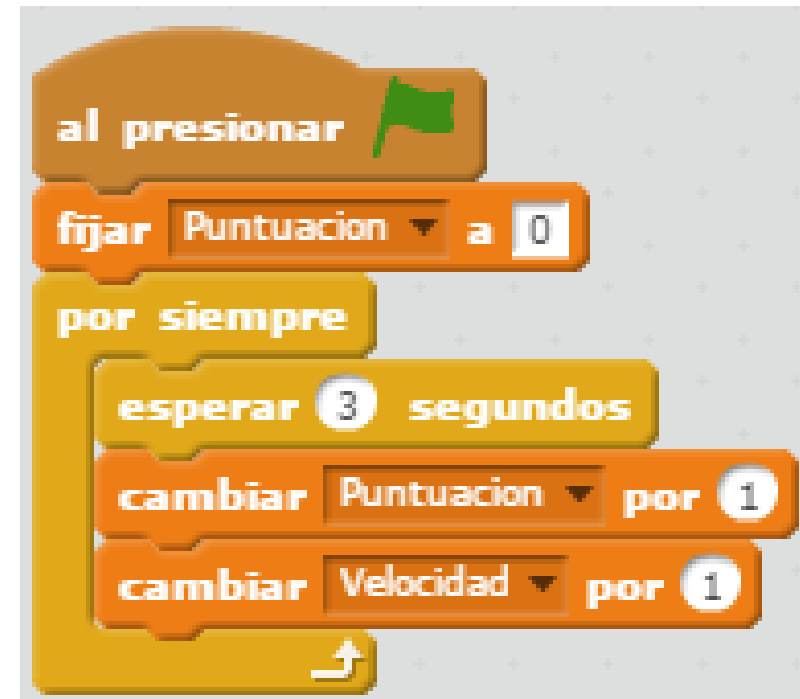 al presionar
fijar Puntuacion a 0
por siempre
esperar 3 segundos
cambiar Puntuacion por 1
cambiar Velocidad por 1